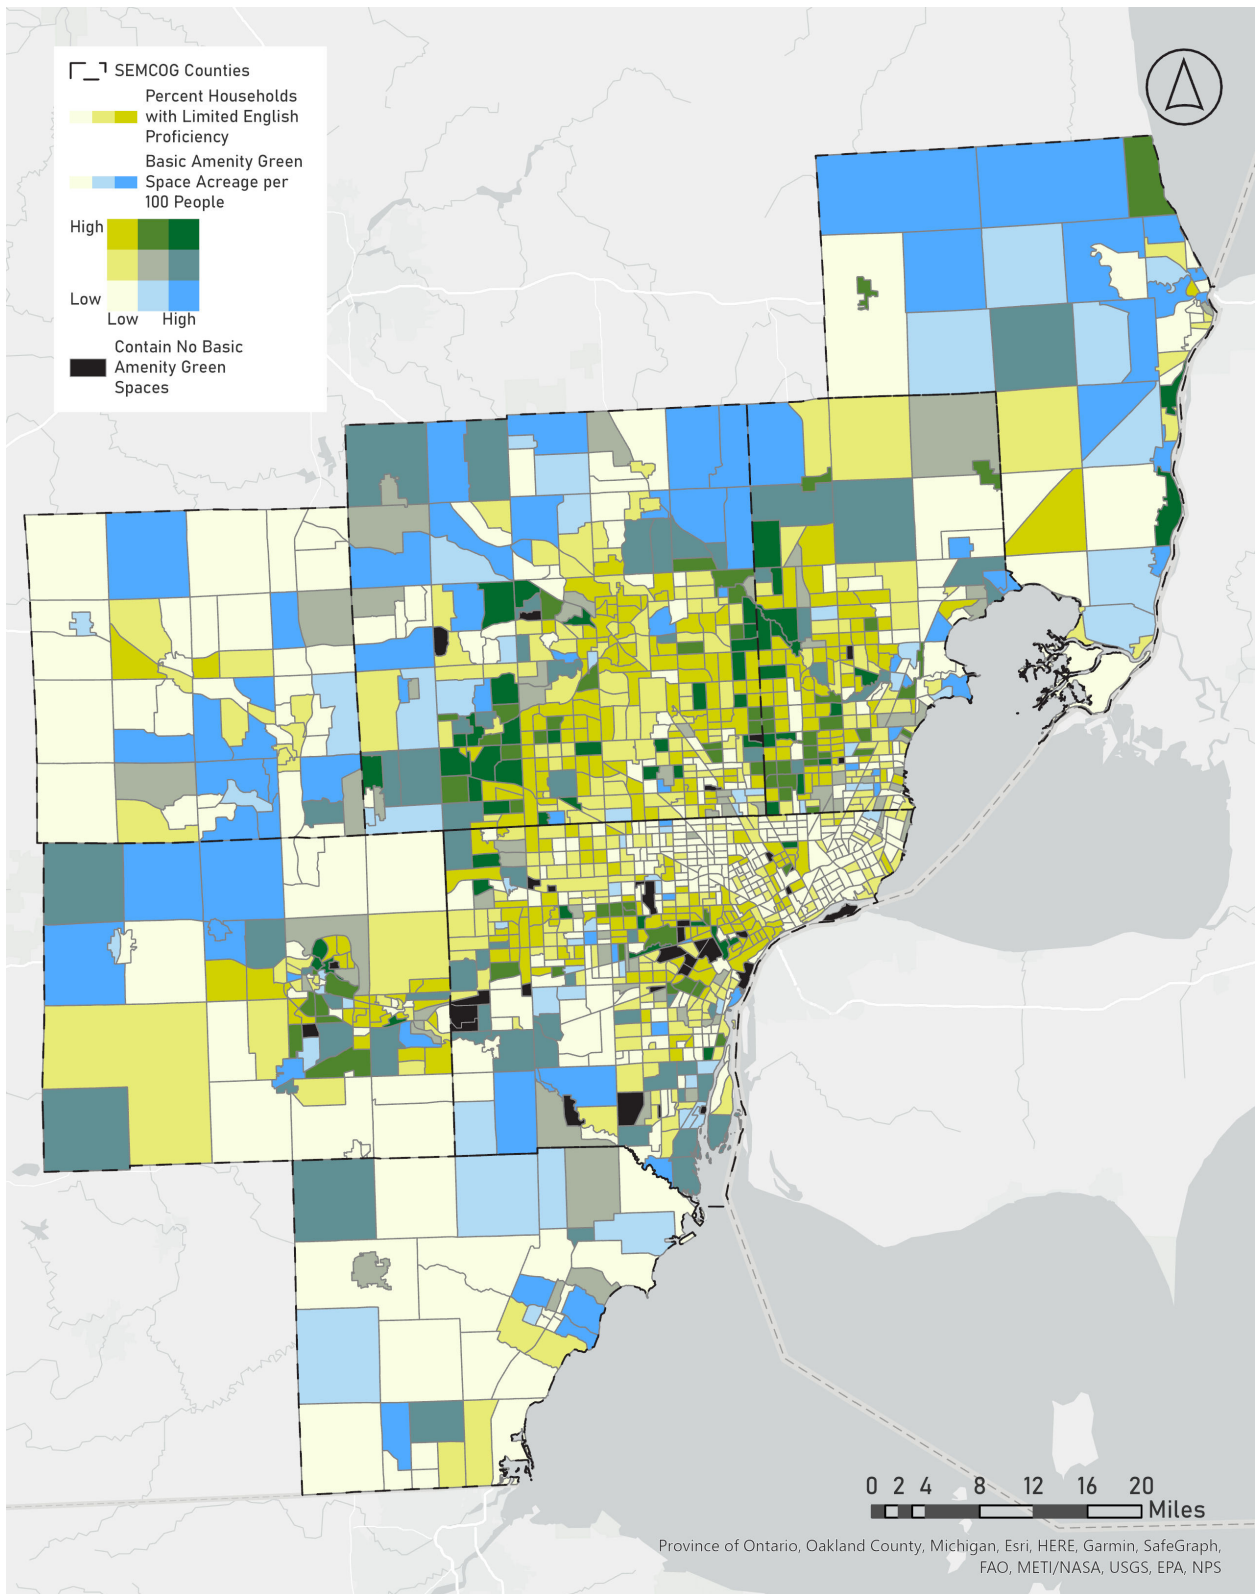 SEMCOG Counties
Percent Households
with Limited English
Proficiency
Basic Amenity Green
Space Acreage per
100 People
High
Low
Low High
Contain No Basic
Amenity Green
Spaces
0 2 4 8 12 16 20
Miles
Province of Ontario, Oakland County, Michigan, Esri, HERE, Garmin, SafeGraph,
FAO, METI/NASA, USGS, EPA, NPS